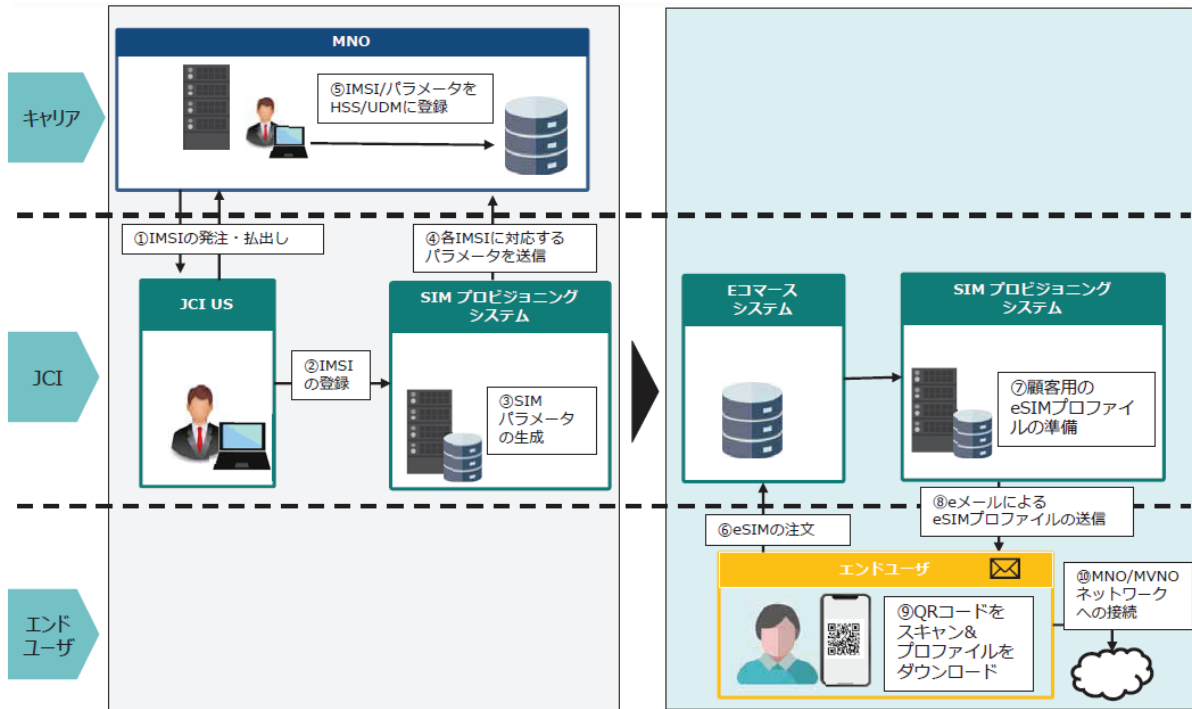 キャリア
MNO
⑤IMSI/パラメータを
HSS/UDMに登録
①IMSIの発注・払出し
④各IMSIに対応する
パラメータを送信
JCI
JCI US
②IMSI
の登録
SIM プロビジョニング
システム
③SIM
パラメータ
の生成
Eコマース
システム
SIM プロビジョニング
システム
⑦顧客用の
eSIMプロファイ
ルの準備
⑥eSIMの注文
⑧eメールによる
eSIMプロファイルの送信
エンド
ユーザ
エンドユーザ
⑨QRコードを
スキャン&
プロファイルを
ダウンロード
⑩MNO/MVNO
ネットワーク
への接続